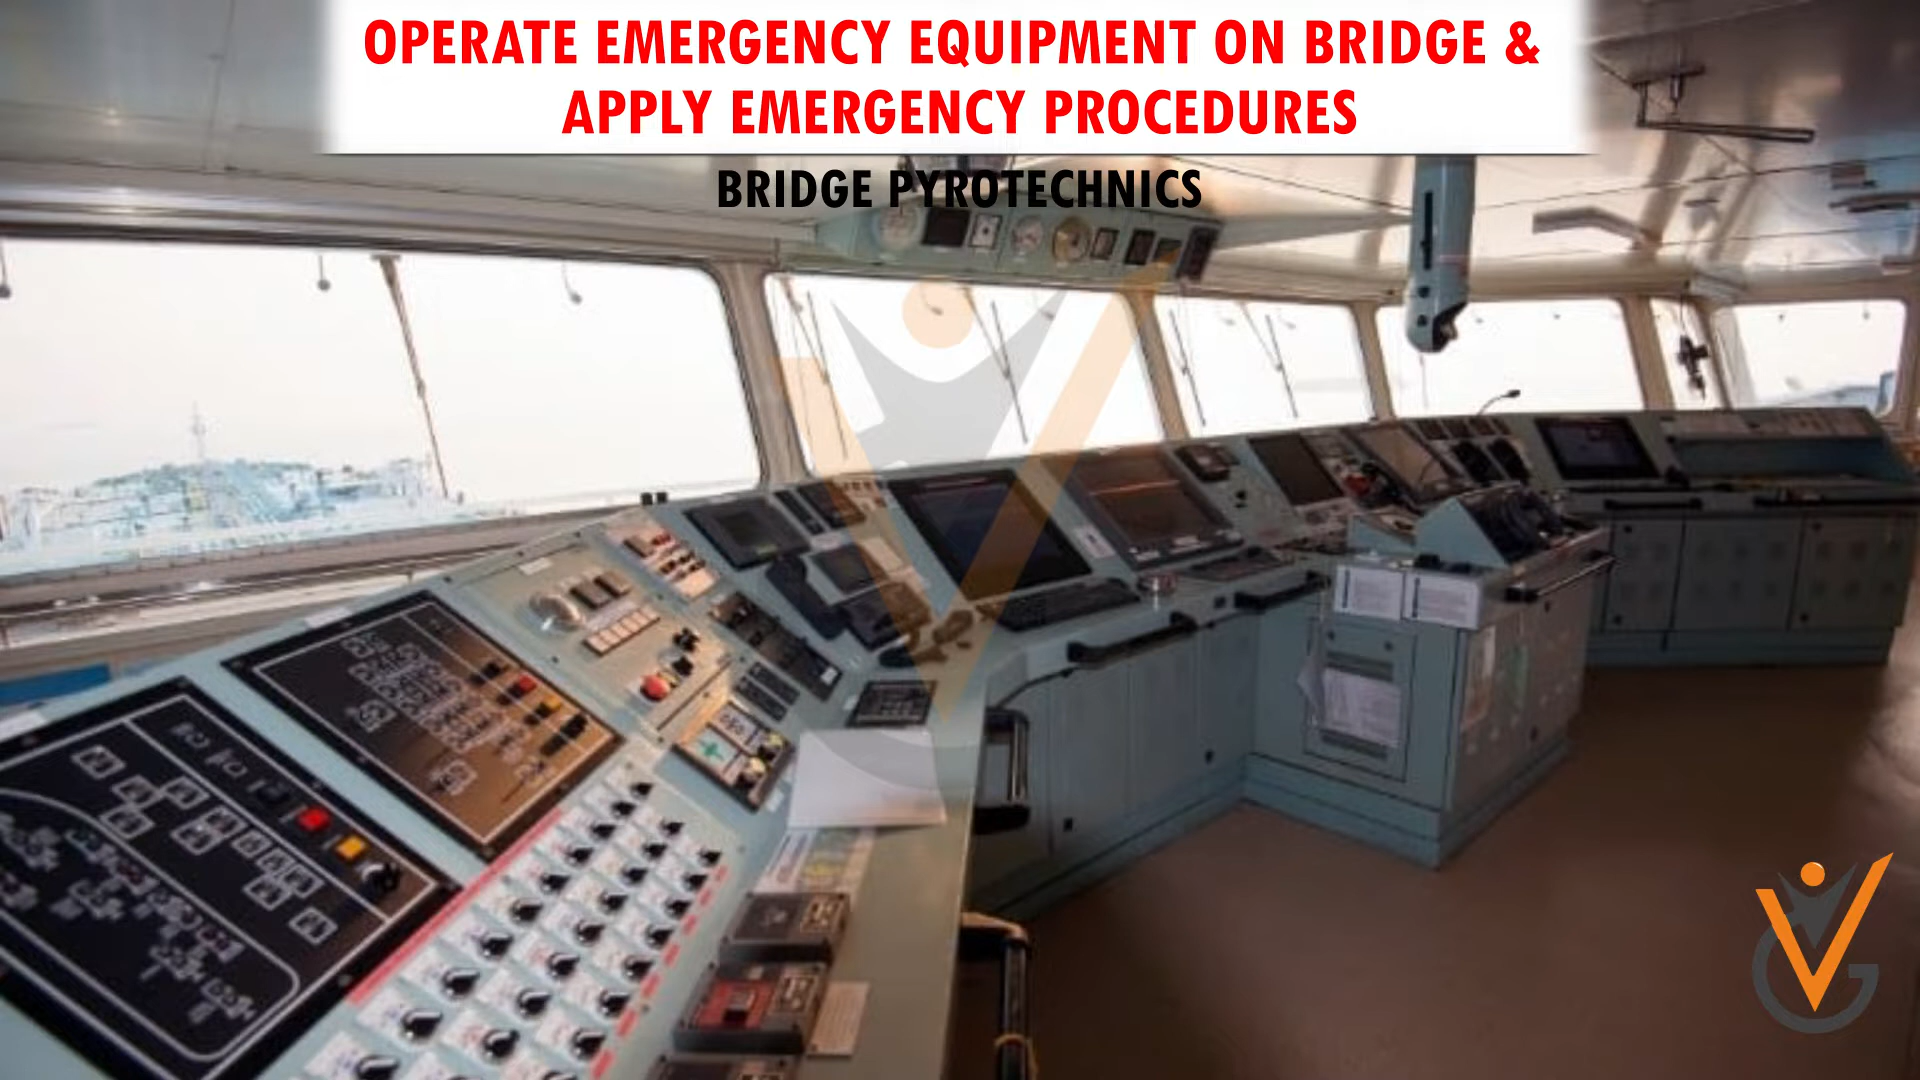 OPERATE EMERGENCY EQUIPMENT ON BRIDGE &
APPLY EMERGENCY PROCEDURES
BRIDGE PYROTECHNICS